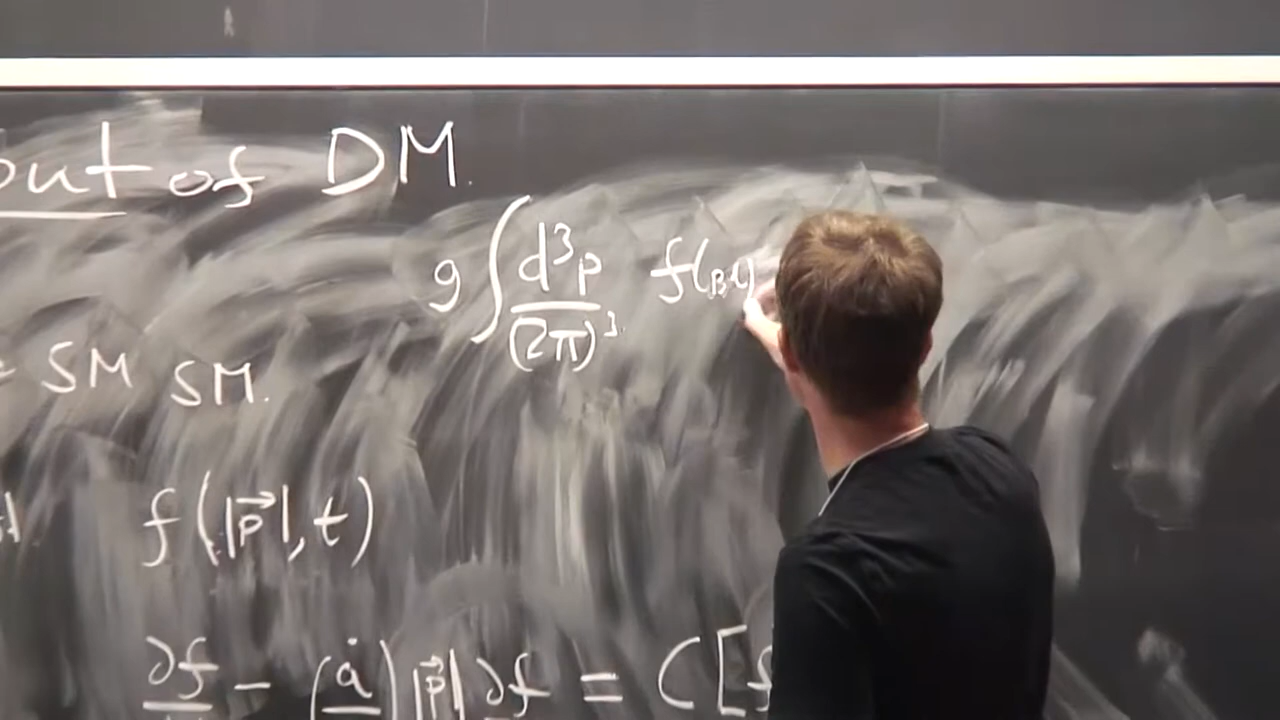 out of DM.
g ∫ d³p/(2π)³ f(p,t)
= SM SM.
f(|p⃗|, t)
∂f − (ȧ)|p⃗| ∂f = C[f